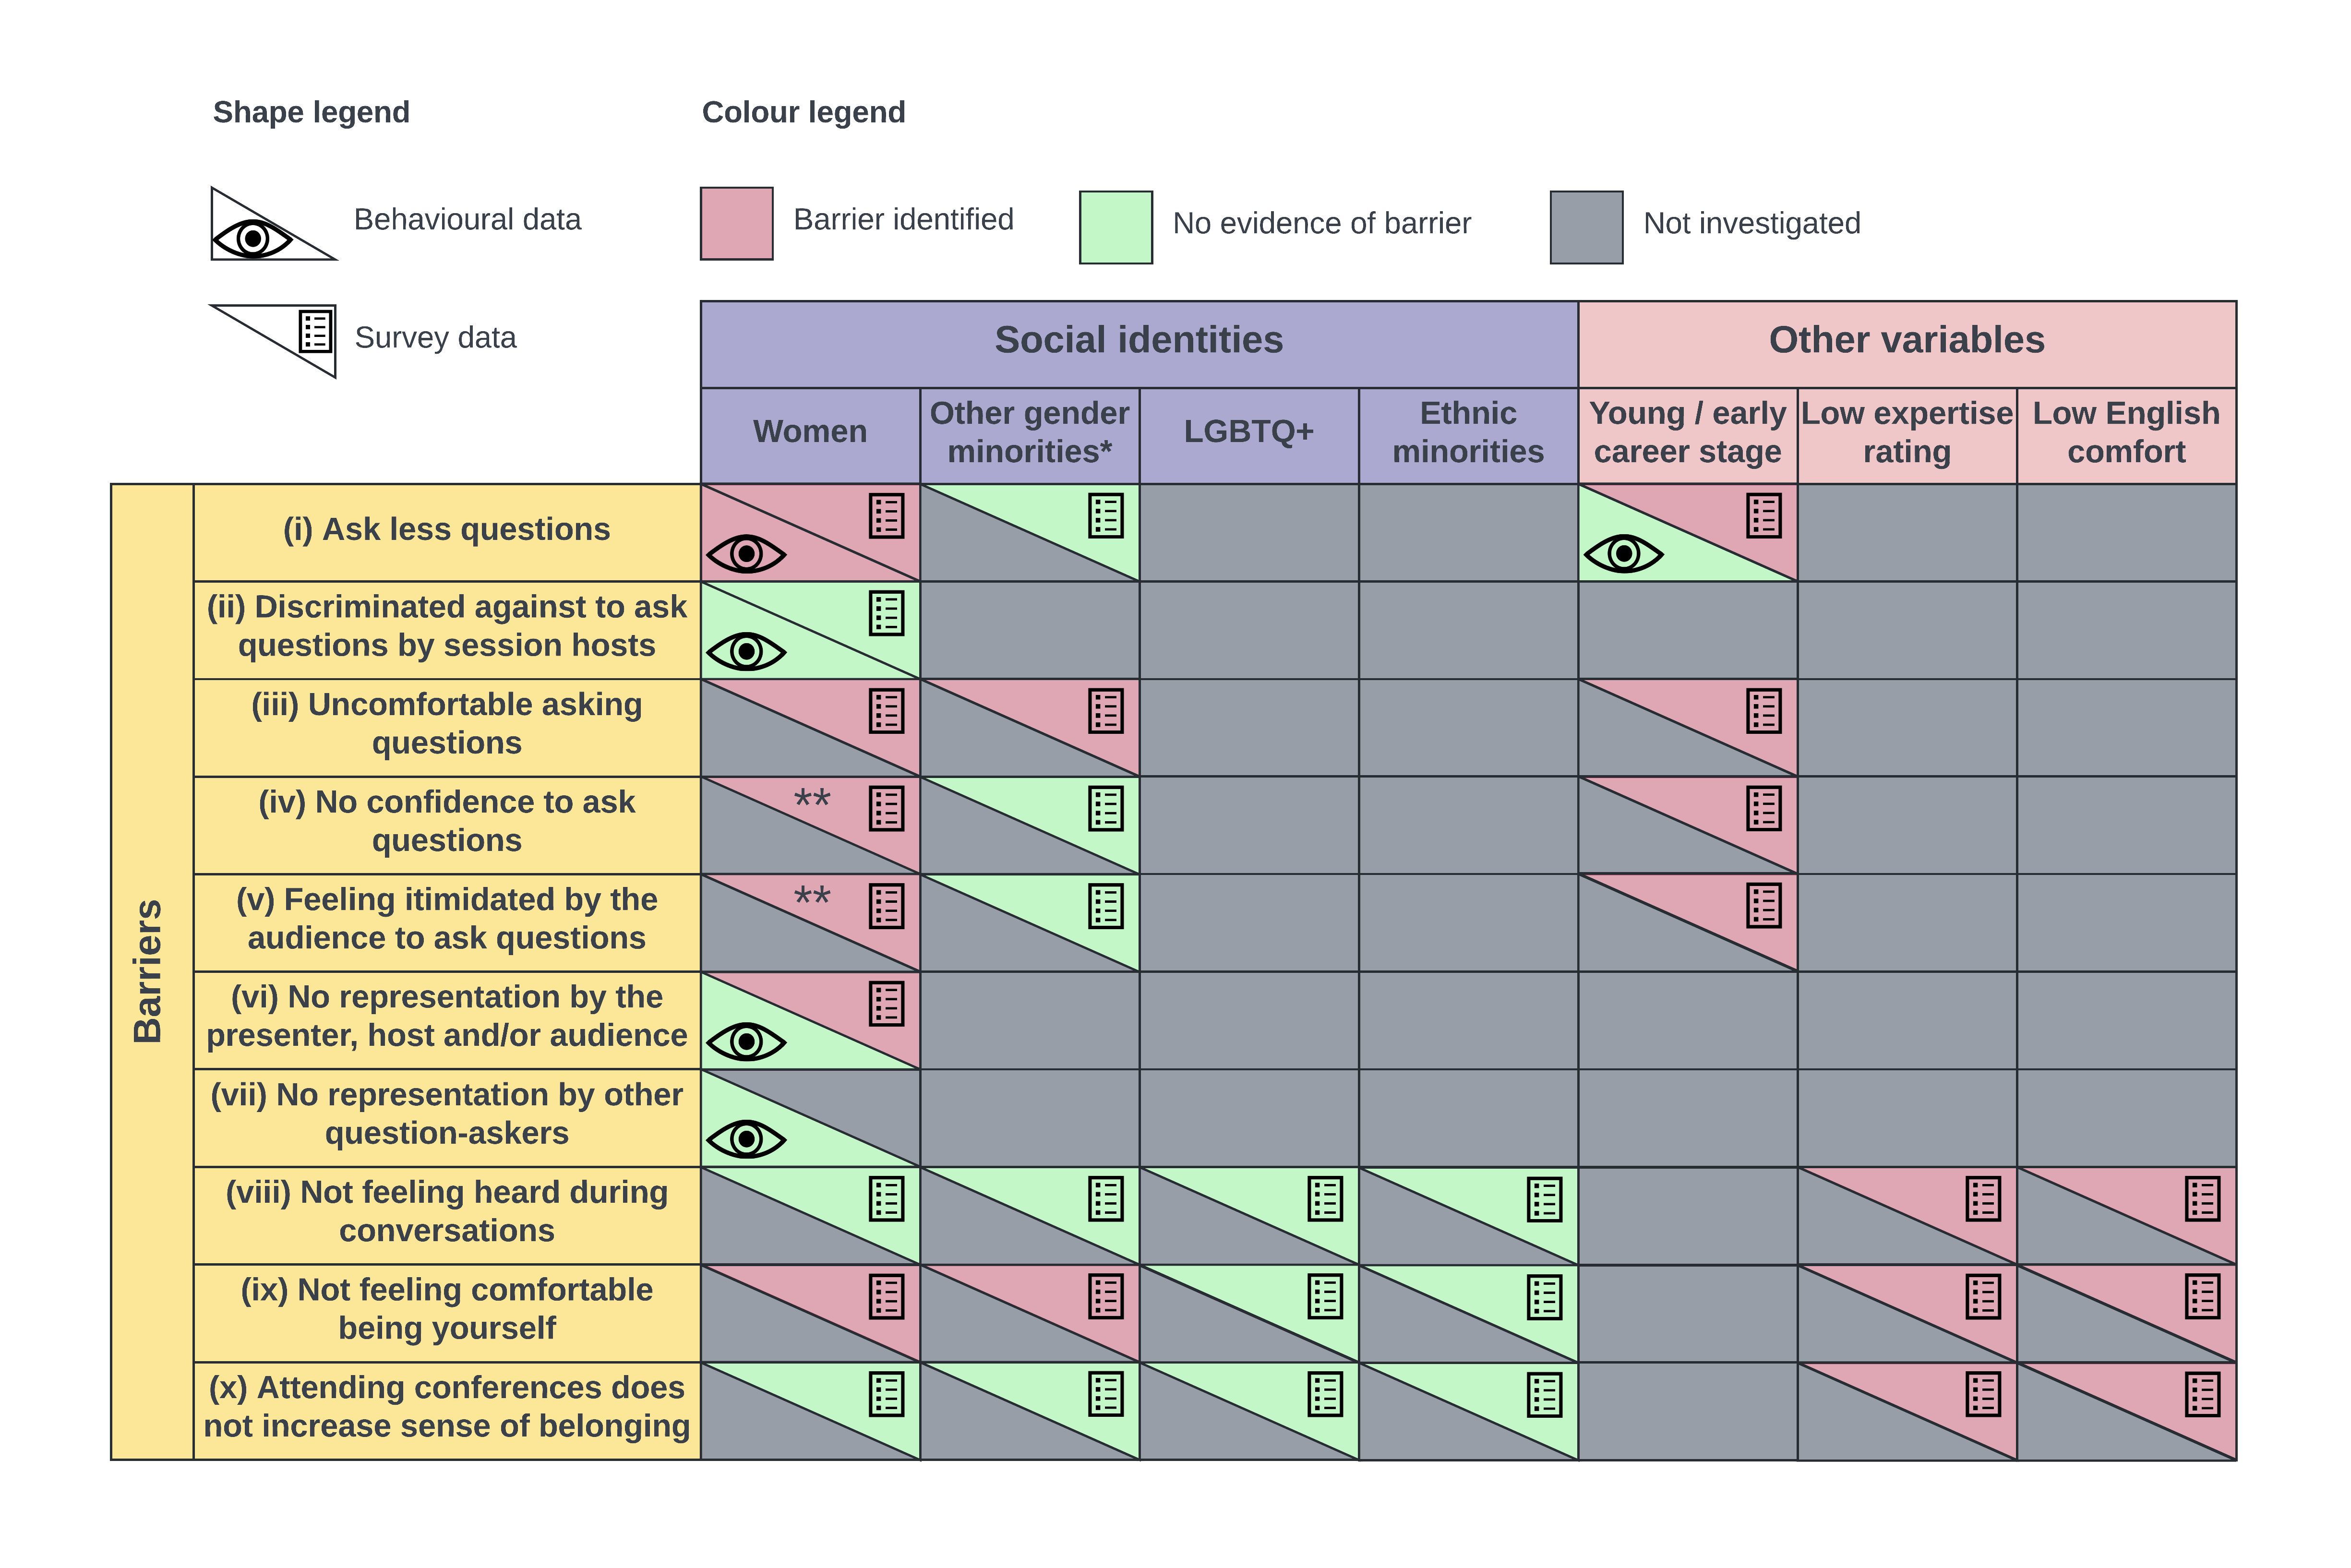 Shape legend
Colour legend
Behavioural data
Barrier identified
No evidence of barrier
Not investigated
Survey data
Social identities
Other variables
Women
Other gender
minorities*
LGBTQ+
Ethnic
minorities
Young / early
career stage
Low expertise
rating
Low English
comfort
Barriers
(i) Ask less questions
(ii) Discriminated against to ask
questions by session hosts
(iii) Uncomfortable asking
questions
(iv) No confidence to ask
questions
**
(v) Feeling itimidated by the
audience to ask questions
**
(vi) No representation by the
presenter, host and/or audience
(vii) No representation by other
question-askers
(viii) Not feeling heard during
conversations
(ix) Not feeling comfortable
being yourself
(x) Attending conferences does
not increase sense of belonging